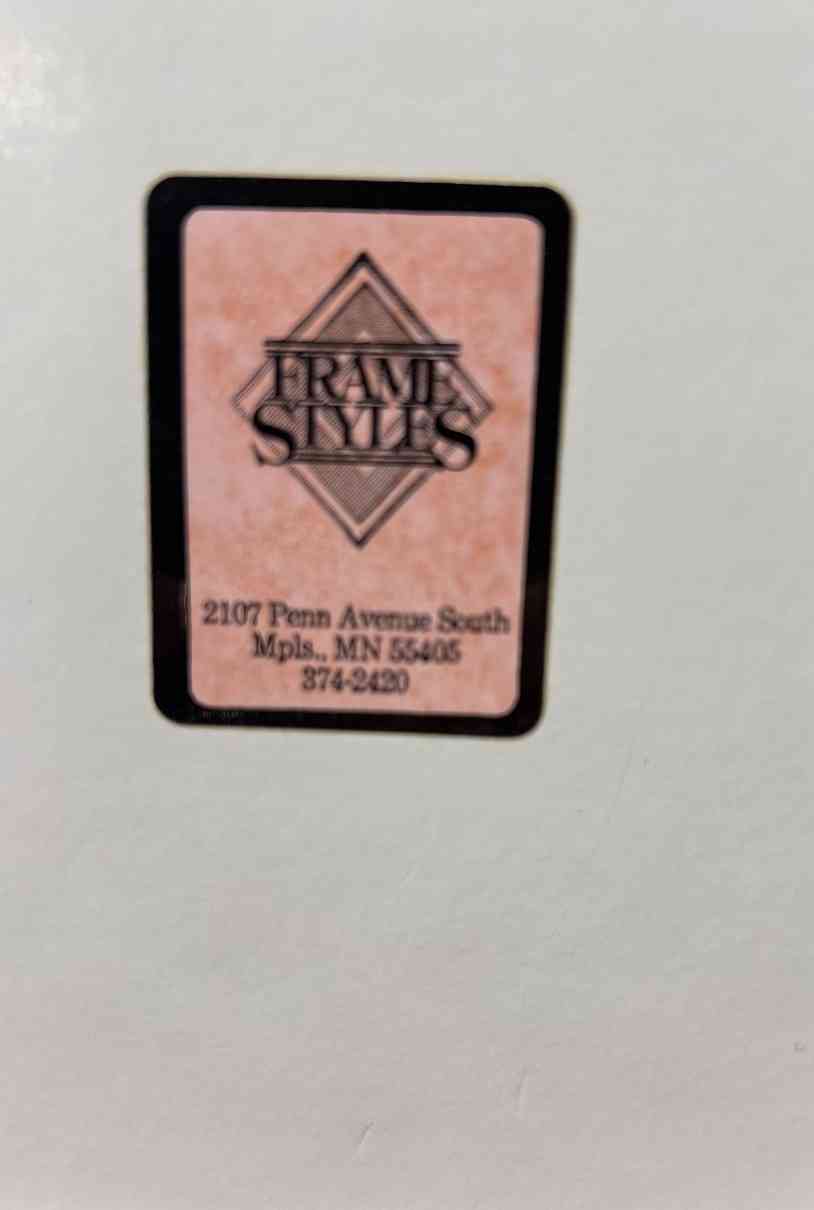 FRAME
STYLES
2107 Penn Avenue South
Mpls., MN 55405
374-2420